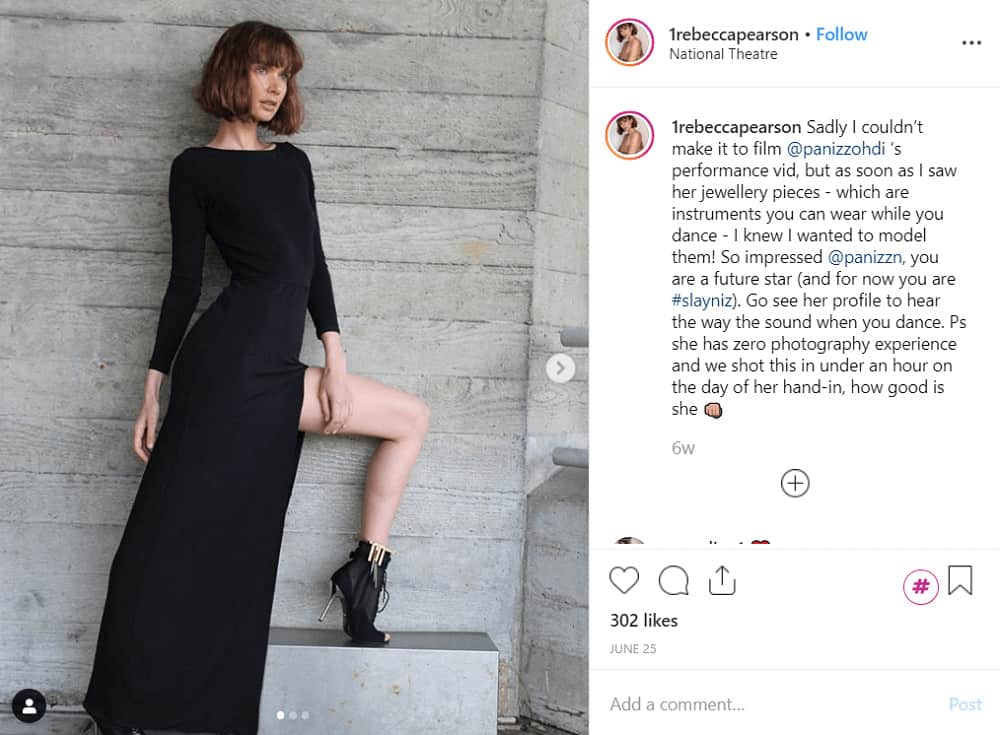 1rebeccapearson • Follow
National Theatre
1rebeccapearson Sadly I couldn’t
make it to film @panizzohdi ‘s
performance vid, but as soon as I saw
her jewellery pieces - which are
instruments you can wear while you
dance - I knew I wanted to model
them! So impressed @panizzn, you
are a future star (and for now you are
#slayniz). Go see her profile to hear
the way the sound when you dance. Ps
she has zero photography experience
and we shot this in under an hour on
the day of her hand-in, how good is
she 👊🏽
6w
#
302 likes
JUNE 25
Add a comment...
Post